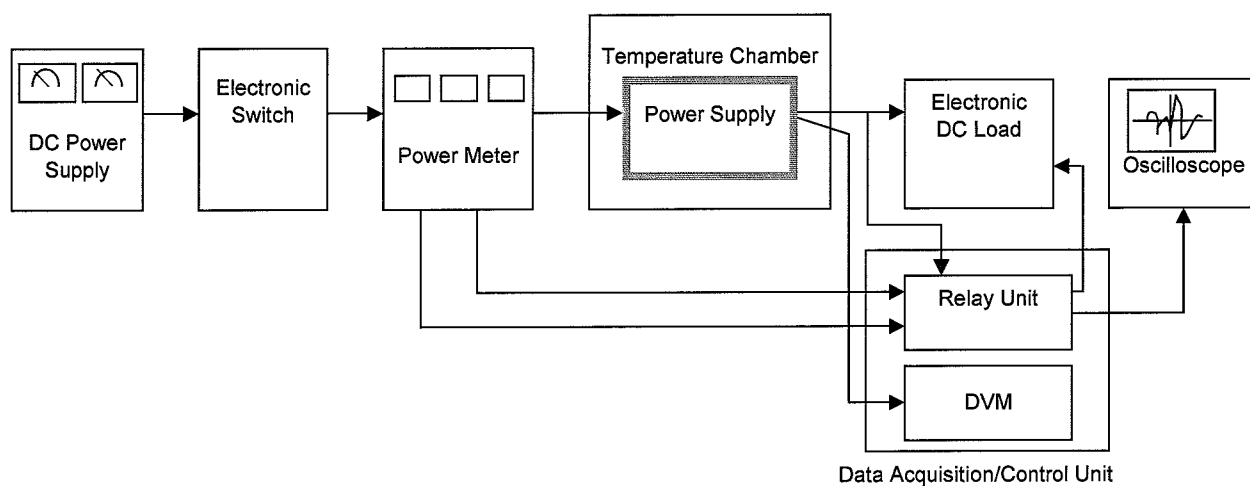 DC Power
Supply
Electronic
Switch
Power Meter
Temperature Chamber
Power Supply
Electronic
DC Load
Oscilloscope
Relay Unit
DVM
Data Acquisition/Control Unit